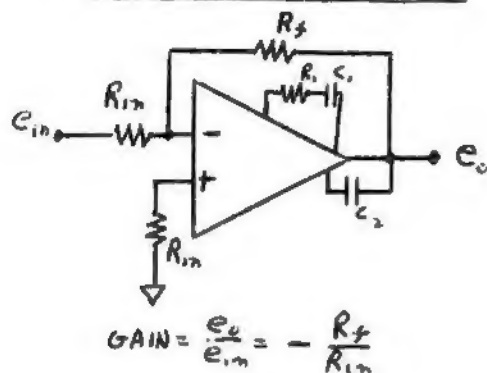 Rf
R1 C1
Rin
ein
-
eo
+
C2
Rin
GAIN = eo/ein = - Rf/Rin